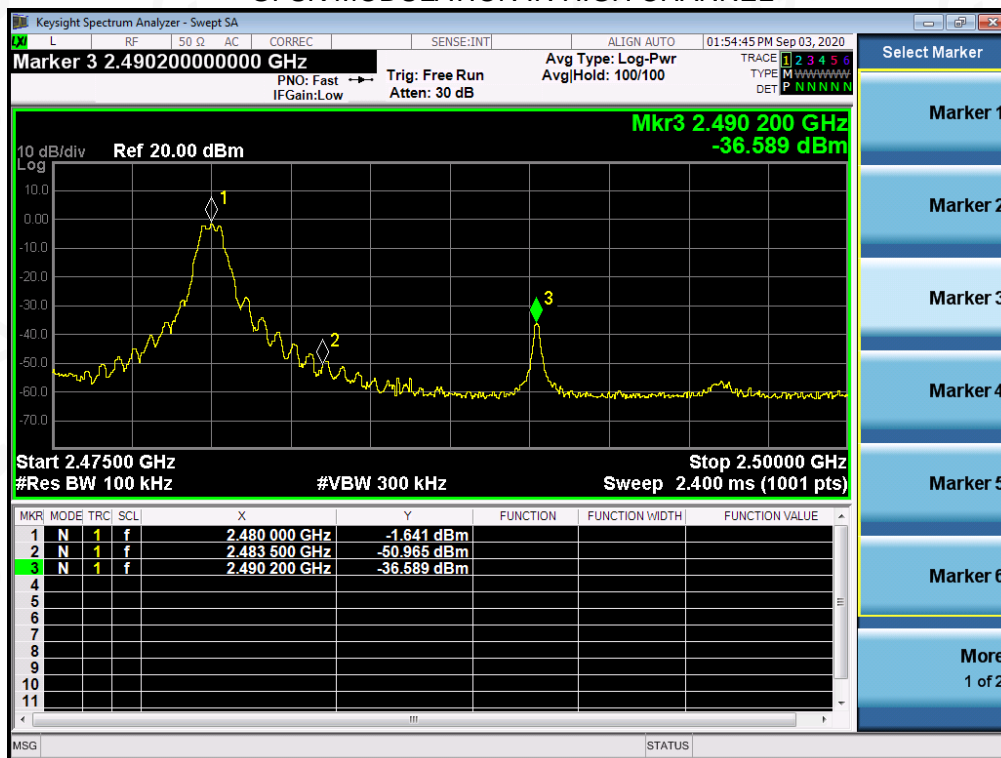 Keysight Spectrum Analyzer - Swept SA
LXI L RF 50 Ω AC CORREC SENSE:INT ALIGN AUTO 01:54:45 PM Sep 03, 2020
Marker 3 2.490200000000 GHz
PNO: Fast
IFGain:Low
Trig: Free Run
Atten: 30 dB
Avg Type: Log-Pwr
Avg|Hold: 100/100
TRACE 1 2 3 4 5 6
TYPE M WWWWW
DET P N N N N N
Mkr3 2.490 200 GHz
-36.589 dBm
10 dB/div Ref 20.00 dBm
Log
10.0
0.00
-10.0
-20.0
-30.0
-40.0
-50.0
-60.0
-70.0
1
2
3
Start 2.47500 GHz Stop 2.50000 GHz
#Res BW 100 kHz #VBW 300 kHz Sweep 2.400 ms (1001 pts)
MKR MODE TRC SCL X Y FUNCTION FUNCTION WIDTH FUNCTION VALUE
1 N 1 f 2.480 000 GHz -1.641 dBm
2 N 1 f 2.483 500 GHz -50.965 dBm
3 N 1 f 2.490 200 GHz -36.589 dBm
4
5
6
7
8
9
10
11
MSG STATUS
Select Marker
Marker 1
Marker 2
Marker 3
Marker 4
Marker 5
Marker 6
More
1 of 2